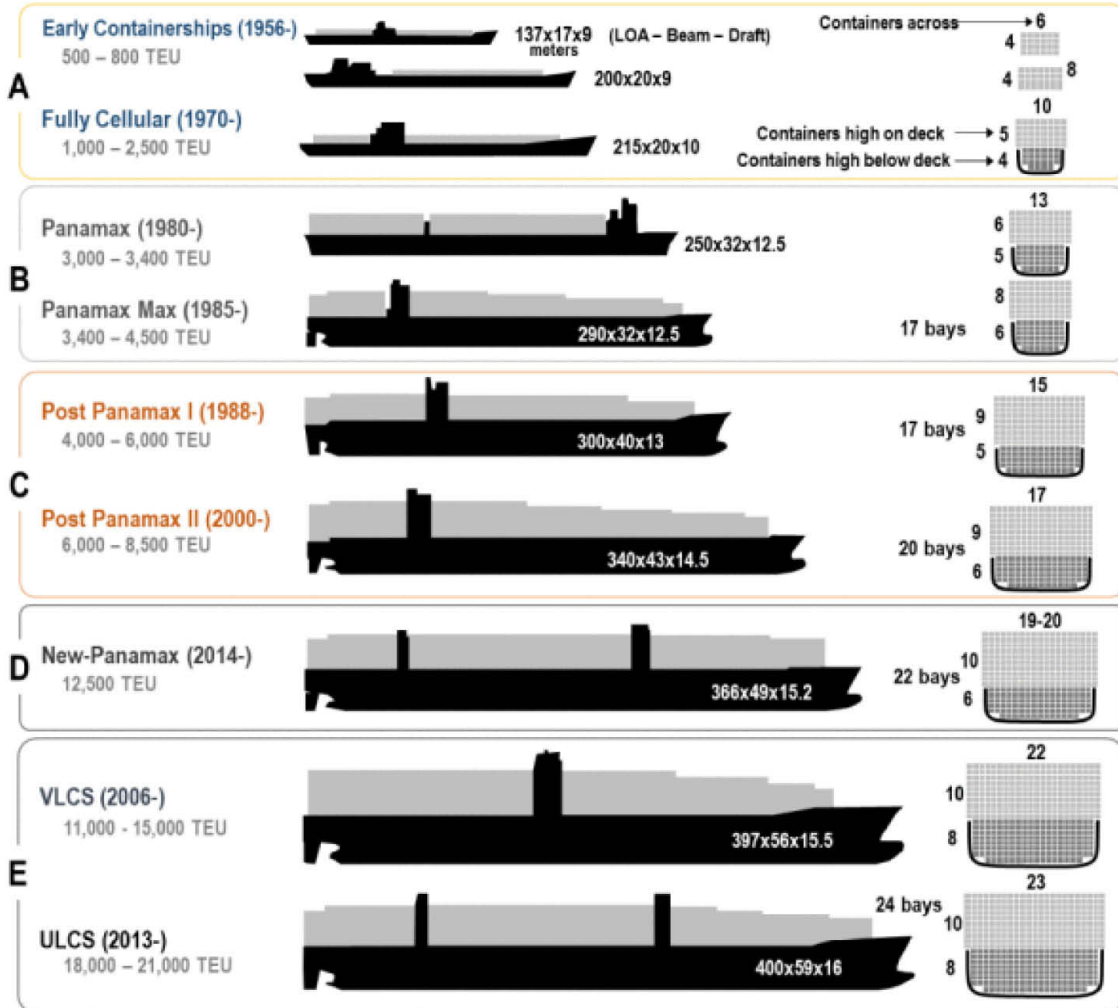 A
Early Containerships (1956-)
500 – 800 TEU
137x17x9
meters
(LOA – Beam – Draft)
200x20x9
Containers across
6
4
4
8
Fully Cellular (1970-)
1,000 – 2,500 TEU
215x20x10
10
Containers high on deck
5
Containers high below deck
4
B
Panamax (1980-)
3,000 – 3,400 TEU
250x32x12.5
13
6
5
Panamax Max (1985-)
3,400 – 4,500 TEU
290x32x12.5
17 bays
8
6
C
Post Panamax I (1988-)
4,000 – 6,000 TEU
300x40x13
17 bays
15
9
5
Post Panamax II (2000-)
6,000 – 8,500 TEU
340x43x14.5
20 bays
17
9
6
D
New-Panamax (2014-)
12,500 TEU
366x49x15.2
22 bays
19-20
10
6
E
VLCS (2006-)
11,000 - 15,000 TEU
397x56x15.5
22
10
8
ULCS (2013-)
18,000 – 21,000 TEU
400x59x16
24 bays
23
10
8